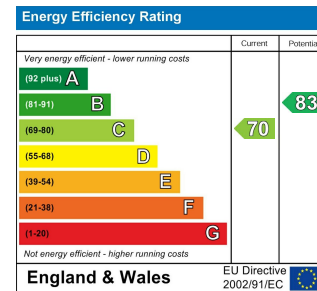 Energy Efficiency Rating
Current Potentia
Very energy efficient - lower running costs
(92 plus) A
(81-91) B
83
(69-80) C
70
(55-68) D
(39-54) E
(21-38) F
(1-20) G
Not energy efficient - higher running costs
England & Wales
EU Directive
2002/91/EC